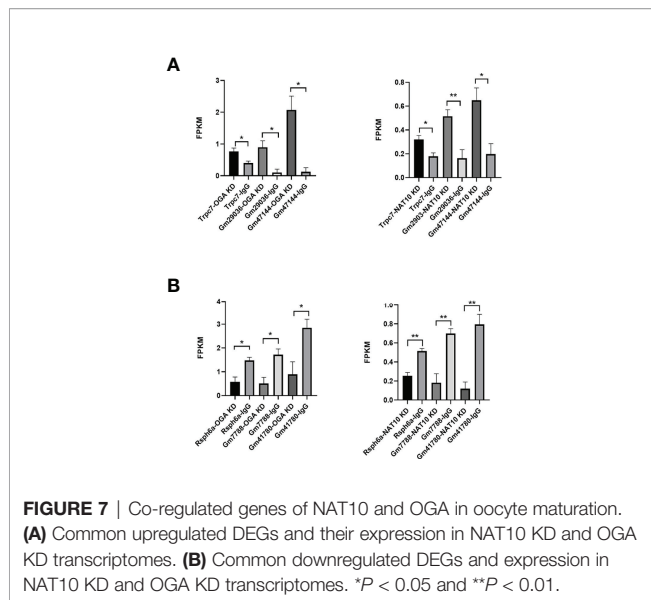 A
FPKM
3
2
1
0
*
*
*
Trpc7-OGA KD
Trpc7-IgG
Gm29036-OGA KD
Gm29036-IgG
Gm47144-OGA KD
Gm47144-IgG
FPKM
0.8
0.6
0.4
0.2
0.0
*
**
*
Trpc7-NAT10 KD
Trpc7-IgG
Gm2903-NAT10 KD
Gm29036-IgG
Gm47144-NAT10 KD
Gm47144-IgG
B
FPKM
4
3
2
1
0
*
*
*
Rsph6a-OGA KD
Rsph6a-IgG
Gm7788-OGA KD
Gm7788-IgG
Gm41780-OGA KD
Gm41780-IgG
FPKM
1.0
0.8
0.6
0.4
0.2
0.0
**
**
**
Rsph6a-NAT10 KD
Rsph6a-IgG
Gm7788-NAT10 KD
Gm7788-IgG
Gm41780-NAT10 KD
Gm41780-IgG
FIGURE 7 | Co-regulated genes of NAT10 and OGA in oocyte maturation.
(A) Common upregulated DEGs and their expression in NAT10 KD and OGA
KD transcriptomes. (B) Common downregulated DEGs and expression in
NAT10 KD and OGA KD transcriptomes. *P < 0.05 and **P < 0.01.